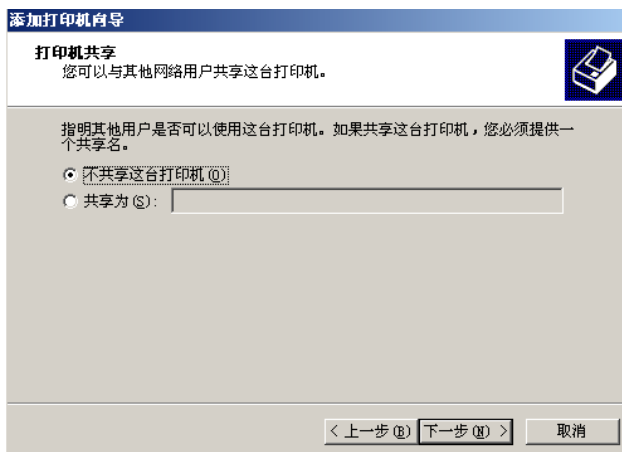 添加打印机向导
打印机共享
您可以与其他网络用户共享这台打印机。
指明其他用户是否可以使用这台打印机。如果共享这台打印机，您必须提供一
个共享名。
不共享这台打印机(O)
共享为(S):
< 上一步(B) 下一步(N) > 取消